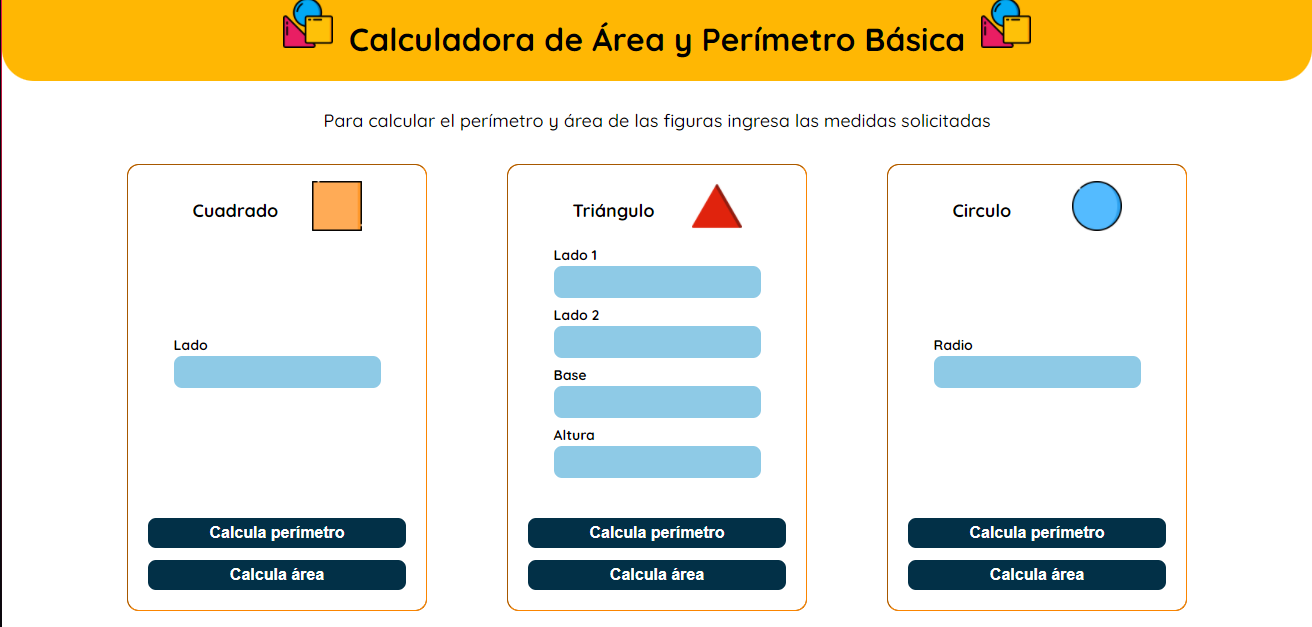 Calculadora de Área y Perímetro Básica
Para calcular el perímetro y área de las figuras ingresa las medidas solicitadas
Cuadrado
Lado
Calcula perímetro
Calcula área
Triángulo
Lado 1
Lado 2
Base
Altura
Calcula perímetro
Calcula área
Circulo
Radio
Calcula perímetro
Calcula área